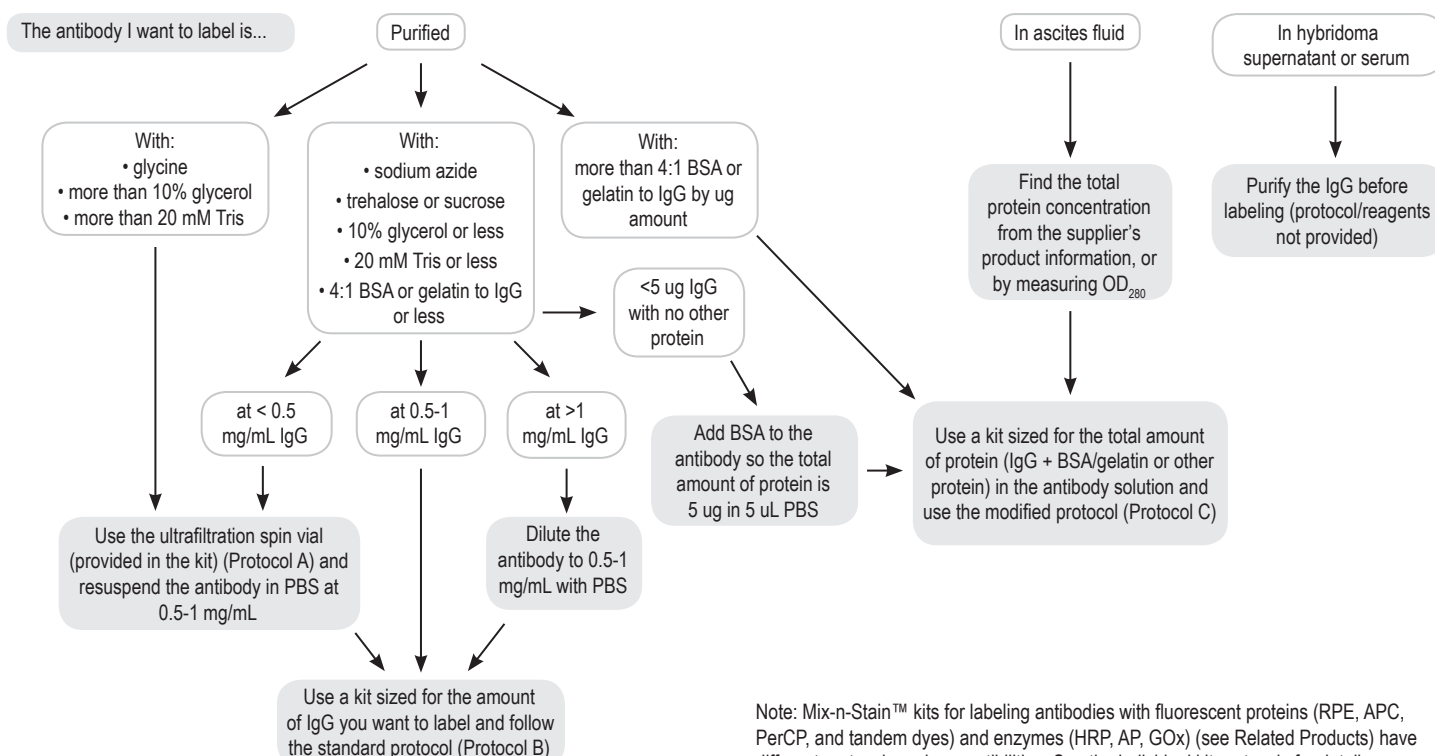 The antibody I want to label is...
Purified
In ascites fluid
In hybridoma
supernatant or serum
With:
• glycine
• more than 10% glycerol
• more than 20 mM Tris
With:
• sodium azide
• trehalose or sucrose
• 10% glycerol or less
• 20 mM Tris or less
• 4:1 BSA or gelatin to IgG
or less
With:
more than 4:1 BSA or
gelatin to IgG by ug
amount
Find the total
protein concentration
from the supplier's
product information, or
by measuring OD280
Purify the IgG before
labeling (protocol/reagents
not provided)
<5 ug IgG
with no other
protein
at < 0.5
mg/mL IgG
at 0.5-1
mg/mL IgG
at >1
mg/mL IgG
Add BSA to the
antibody so the total
amount of protein is
5 ug in 5 uL PBS
Use a kit sized for the total amount
of protein (IgG + BSA/gelatin or other
protein) in the antibody solution and
use the modified protocol (Protocol C)
Use the ultrafiltration spin vial
(provided in the kit) (Protocol A) and
resuspend the antibody in PBS at
0.5-1 mg/mL
Dilute the
antibody to 0.5-1
mg/mL with PBS
Use a kit sized for the amount
of IgG you want to label and follow
the standard protocol (Protocol B)
Note: Mix-n-Stain™ kits for labeling antibodies with fluorescent proteins (RPE, APC,
PerCP, and tandem dyes) and enzymes (HRP, AP, GOx) (see Related Products) have